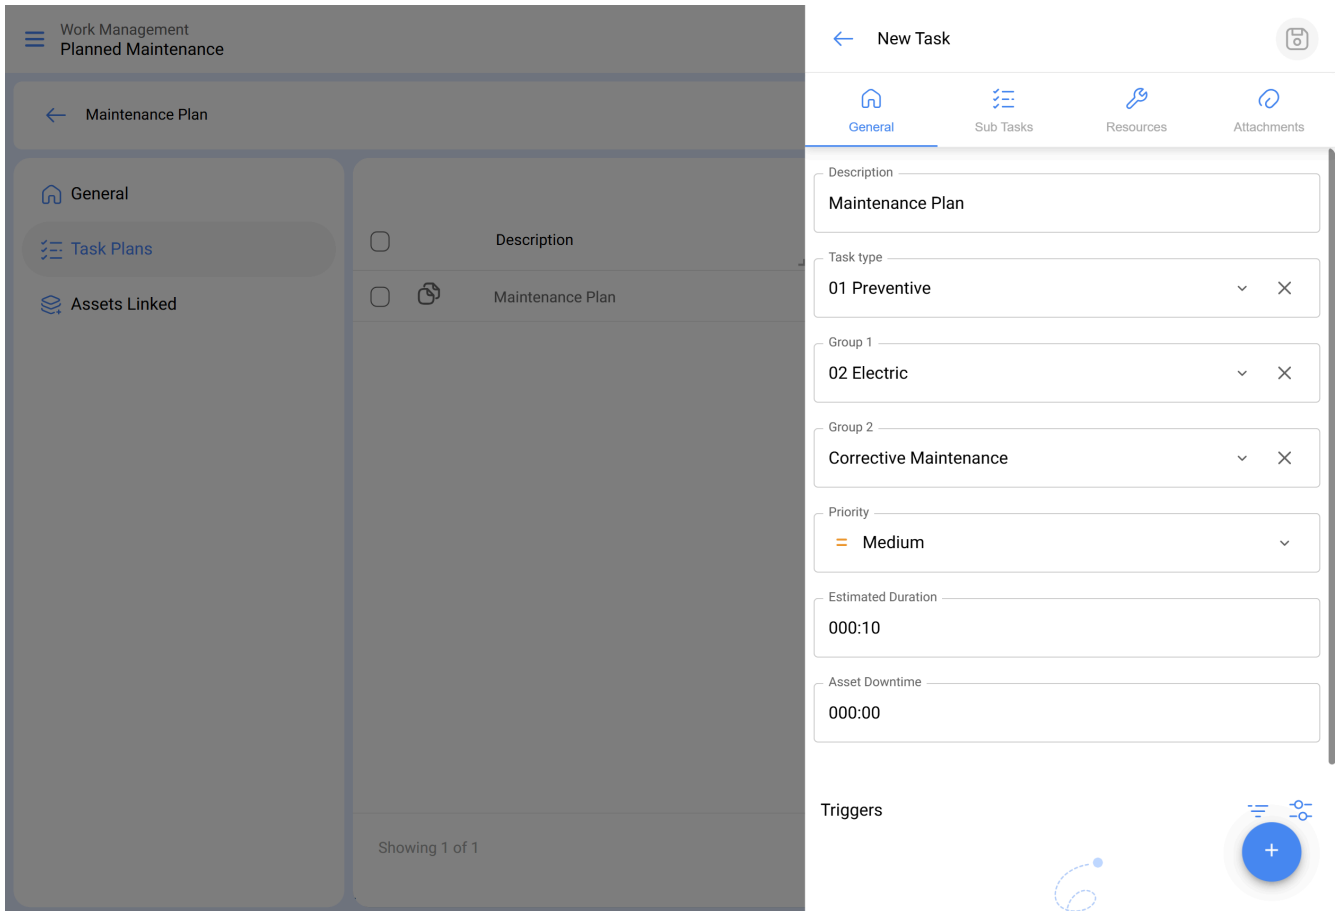 Work Management
Planned Maintenance
Maintenance Plan
General
Task Plans
Assets Linked
Description
Maintenance Plan
Showing 1 of 1
New Task
General
Sub Tasks
Resources
Attachments
Description
Maintenance Plan
Task type
01 Preventive
Group 1
02 Electric
Group 2
Corrective Maintenance
Priority
Medium
Estimated Duration
000:10
Asset Downtime
000:00
Triggers